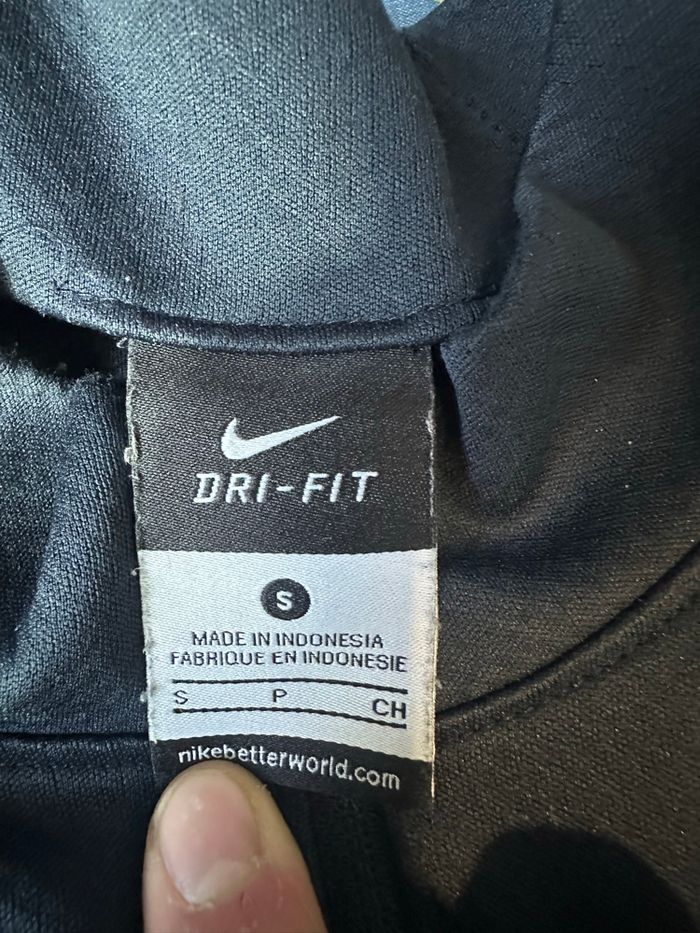 DRI-FIT
S
MADE IN INDONESIA
FABRIQUE EN INDONESIE
S P CH
nikebetterworld.com